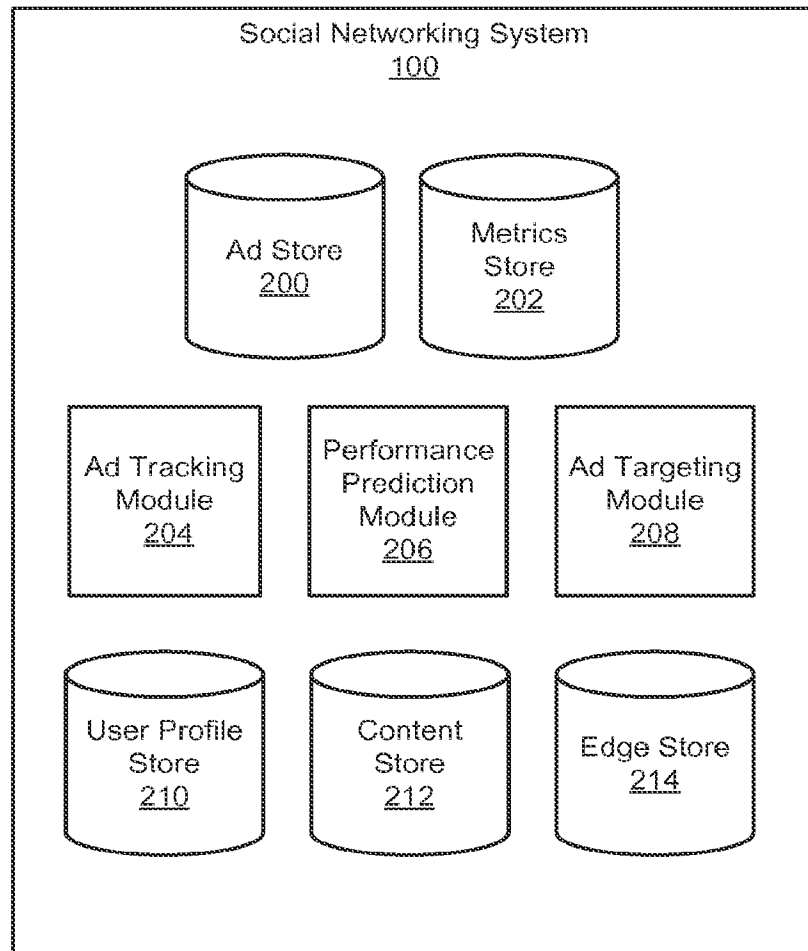 Social Networking System
100
Ad Store
200
Metrics
Store
202
Ad Tracking
Module
204
Performance
Prediction
Module
206
Ad Targeting
Module
208
User Profile
Store
210
Content
Store
212
Edge Store
214